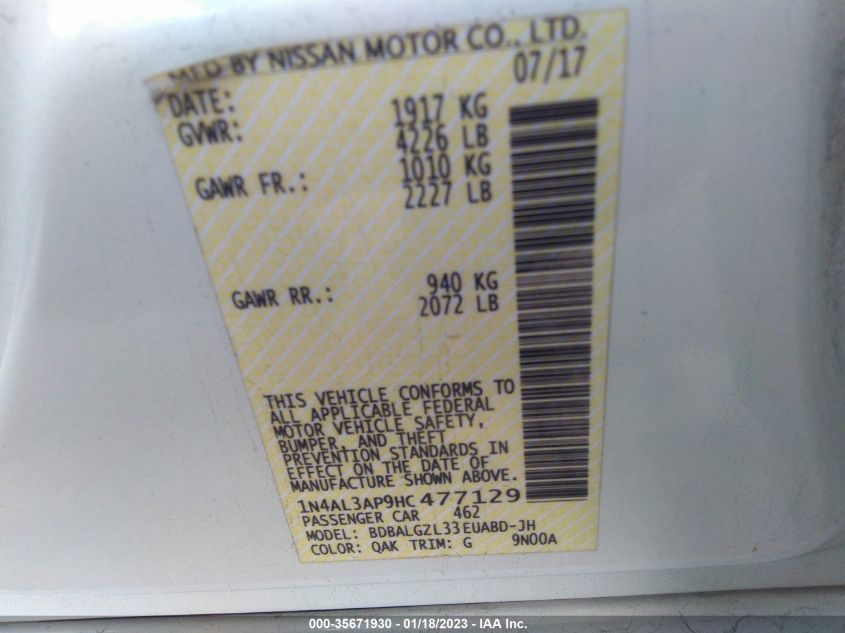 MFD BY NISSAN MOTOR CO., LTD.
DATE: 07/17
GVWR: 1917 KG
4226 LB
GAWR FR.: 1010 KG
2227 LB
GAWR RR.: 940 KG
2072 LB
THIS VEHICLE CONFORMS TO
ALL APPLICABLE FEDERAL
MOTOR VEHICLE SAFETY,
BUMPER, AND THEFT
PREVENTION STANDARDS IN
EFFECT ON THE DATE OF
MANUFACTURE SHOWN ABOVE.
1N4AL3AP9HC477129
PASSENGER CAR 462
MODEL: BDBALGZL33EUABD-JH
COLOR: QAK TRIM: G 9N00A
000-35671930 - 01/18/2023 - IAA Inc.